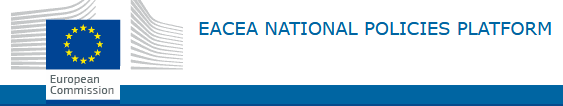 EACEA NATIONAL POLICIES PLATFORM
European
Commission